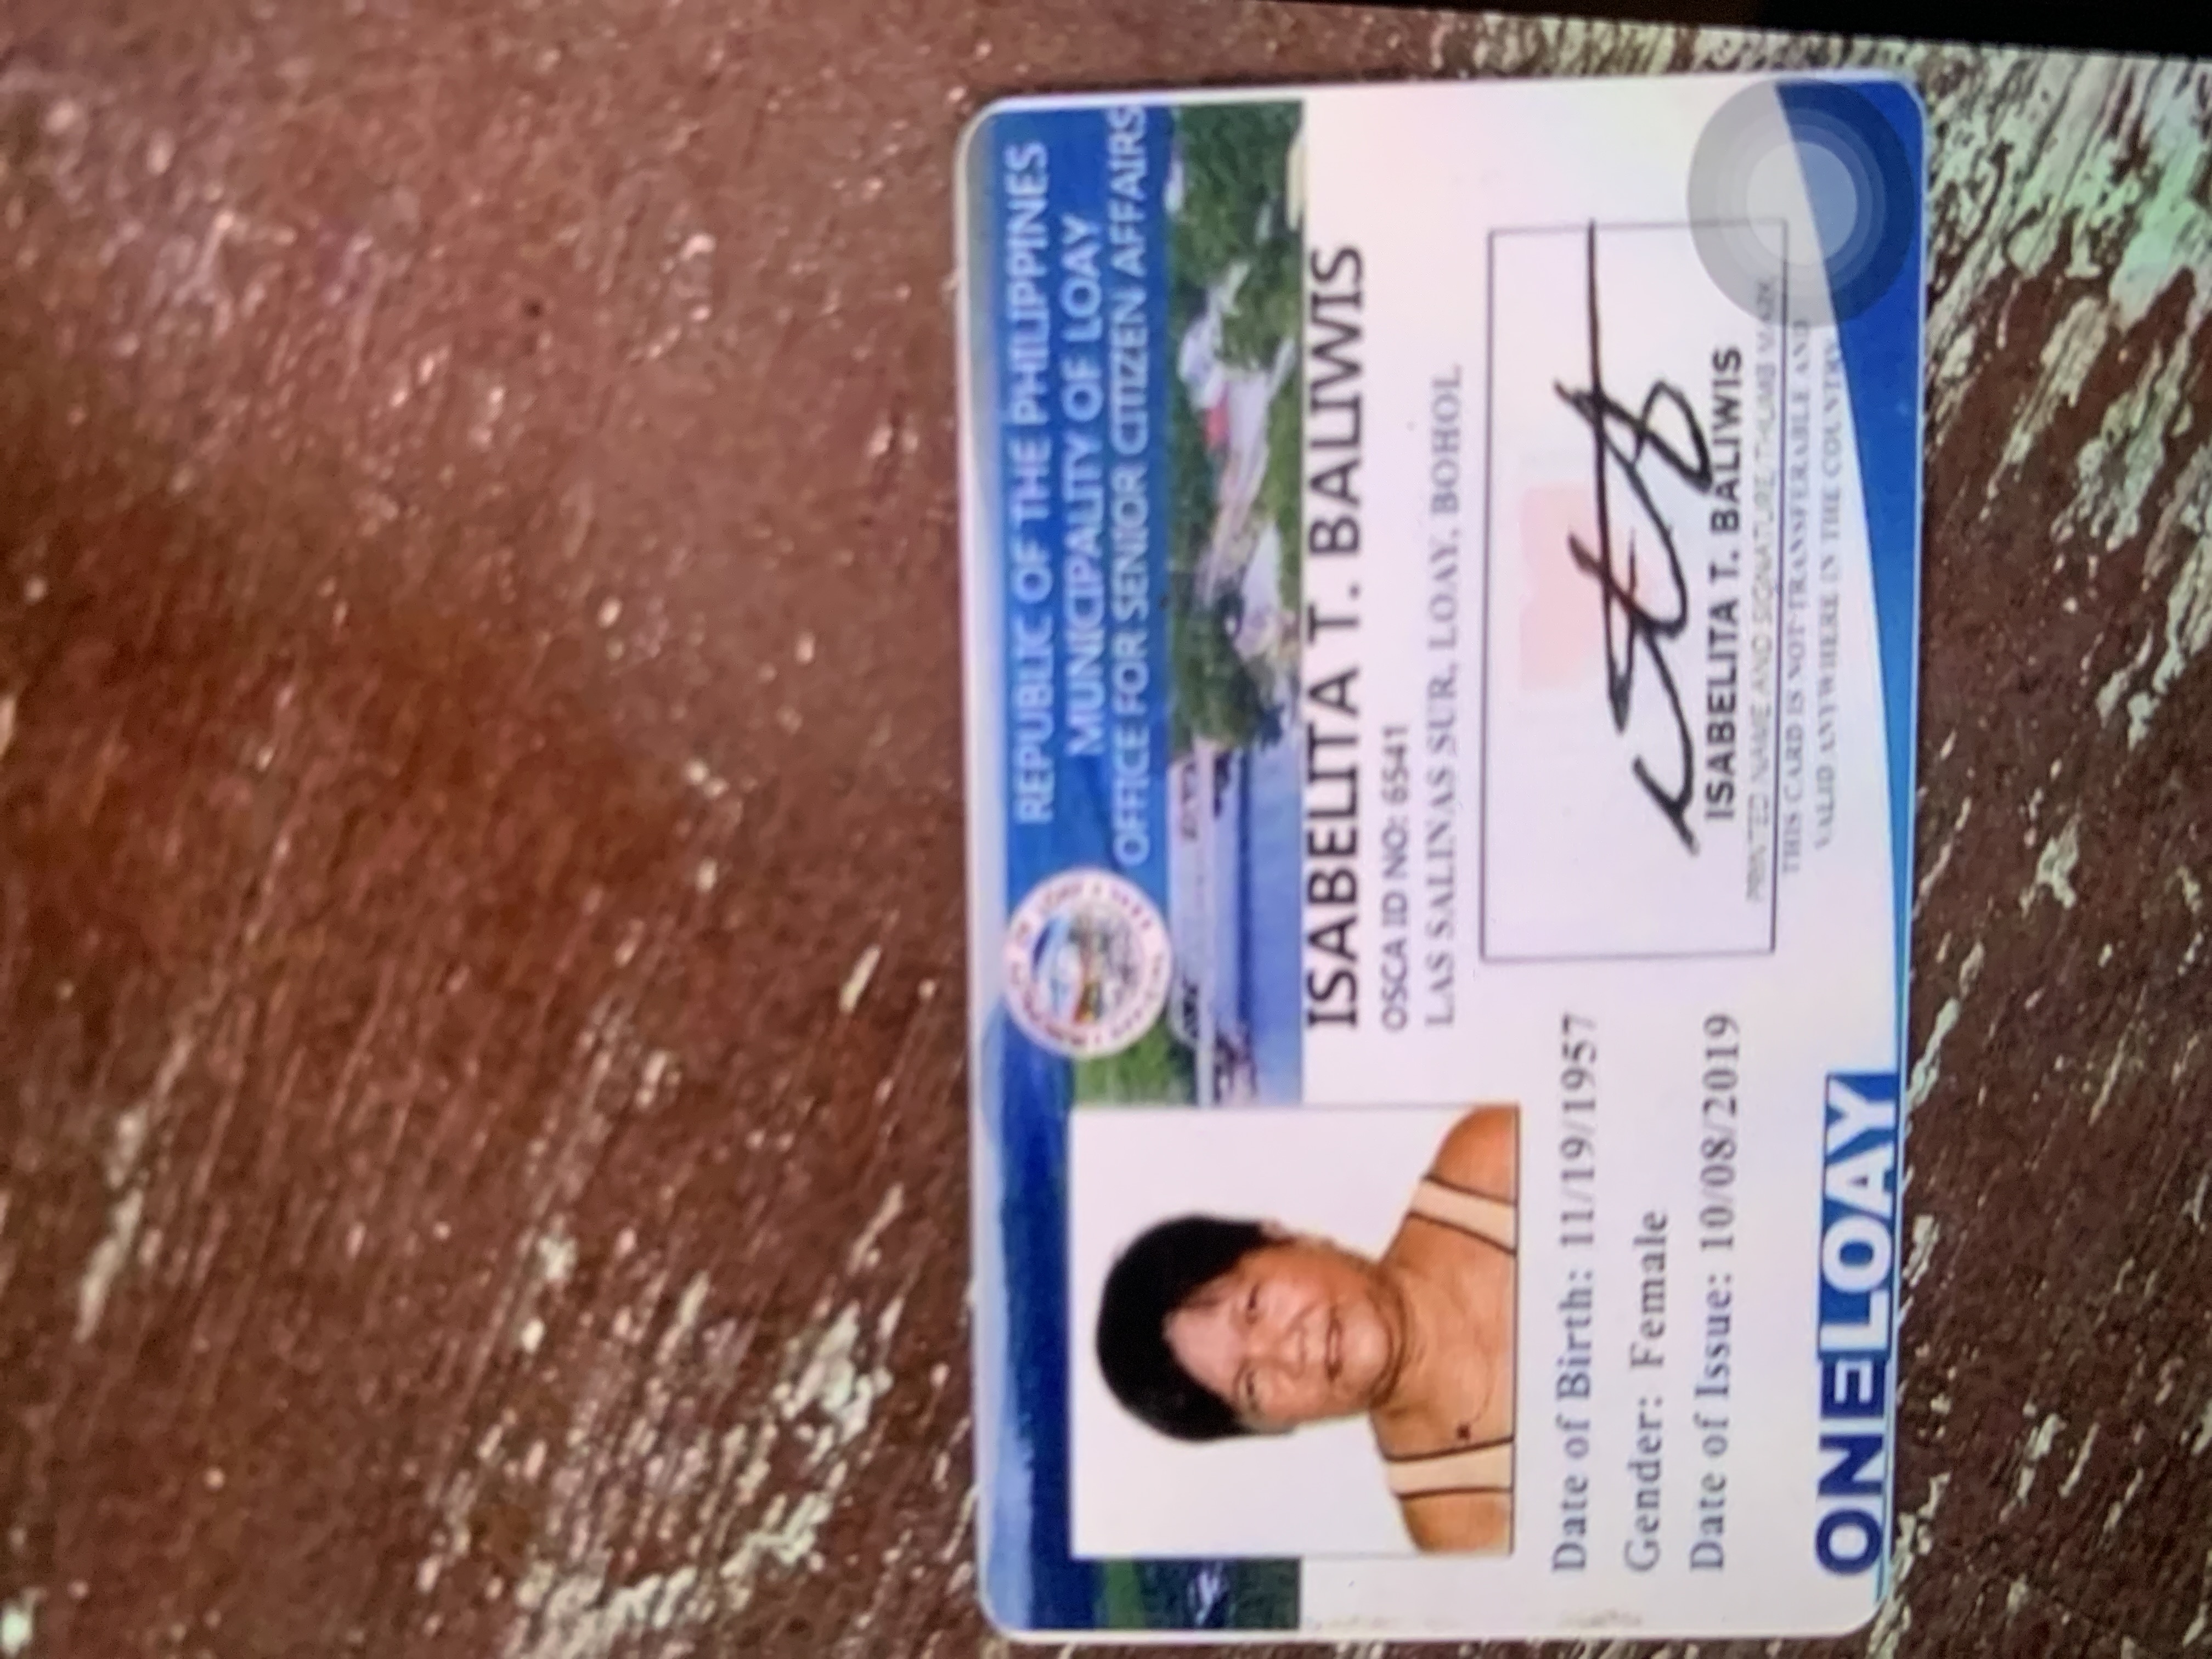 REPUBLIC OF THE PHILIPPINES
MUNICIPALITY OF LOAY
OFFICE FOR SENIOR CITIZEN AFFAIRS
ISABELITA T. BALIWIS
OSCA ID NO: 6541
LAS SALINAS SUR, LOAY, BOHOL
Date of Birth: 11/19/1957
Gender: Female
Date of Issue: 10/08/2019
ISABELITA T. BALIWIS
PRINTED NAME AND SIGNATURE/THUMB MARK
THIS CARD IS NOT TRANSFERABLE AND
VALID ANYWHERE IN THE COUNTRY
ONELOAY